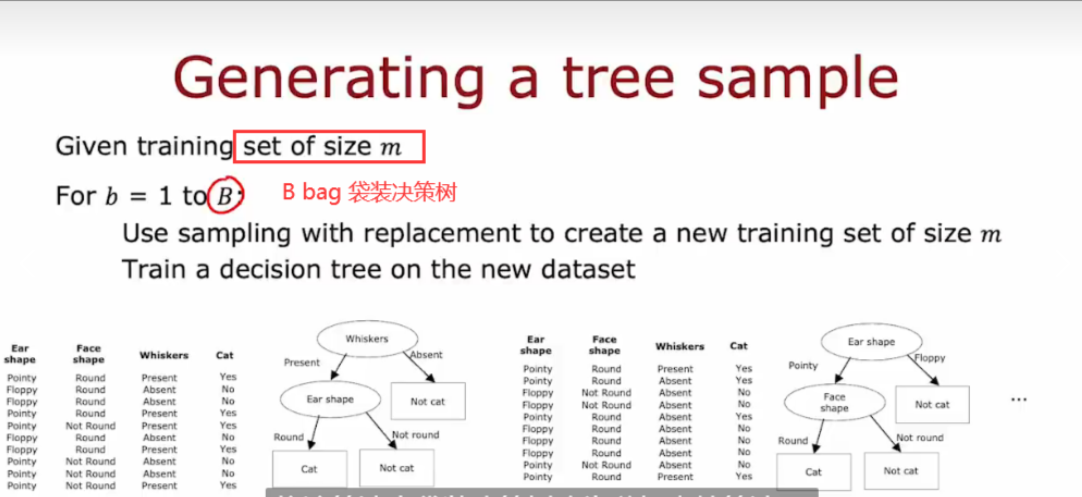 Generating a tree sample
Given training set of size m
For b = 1 to B:
B bag 袋装决策树
Use sampling with replacement to create a new training set of size m
Train a decision tree on the new dataset
Ear shape Face shape Whiskers Cat
Pointy Round Present Yes
Floppy Round Absent No
Floppy Round Absent No
Pointy Round Present Yes
Pointy Not Round Present Yes
Floppy Round Absent No
Floppy Round Present Yes
Pointy Not Round Absent No
Pointy Not Round Absent No
Pointy Not Round Present Yes
Whiskers
Present
Absent
Ear shape
Not cat
Round
Not round
Cat
Not cat
Ear shape Face shape Whiskers Cat
Pointy Round Present Yes
Pointy Round Absent Yes
Floppy Not Round Absent No
Floppy Not Round Absent No
Pointy Round Absent Yes
Floppy Round Absent No
Floppy Round Absent No
Floppy Round Absent No
Pointy Not Round Absent No
Pointy Round Present Yes
Ear shape
Pointy
Floppy
Face shape
Not cat
Round
Not round
Cat
Not cat
...